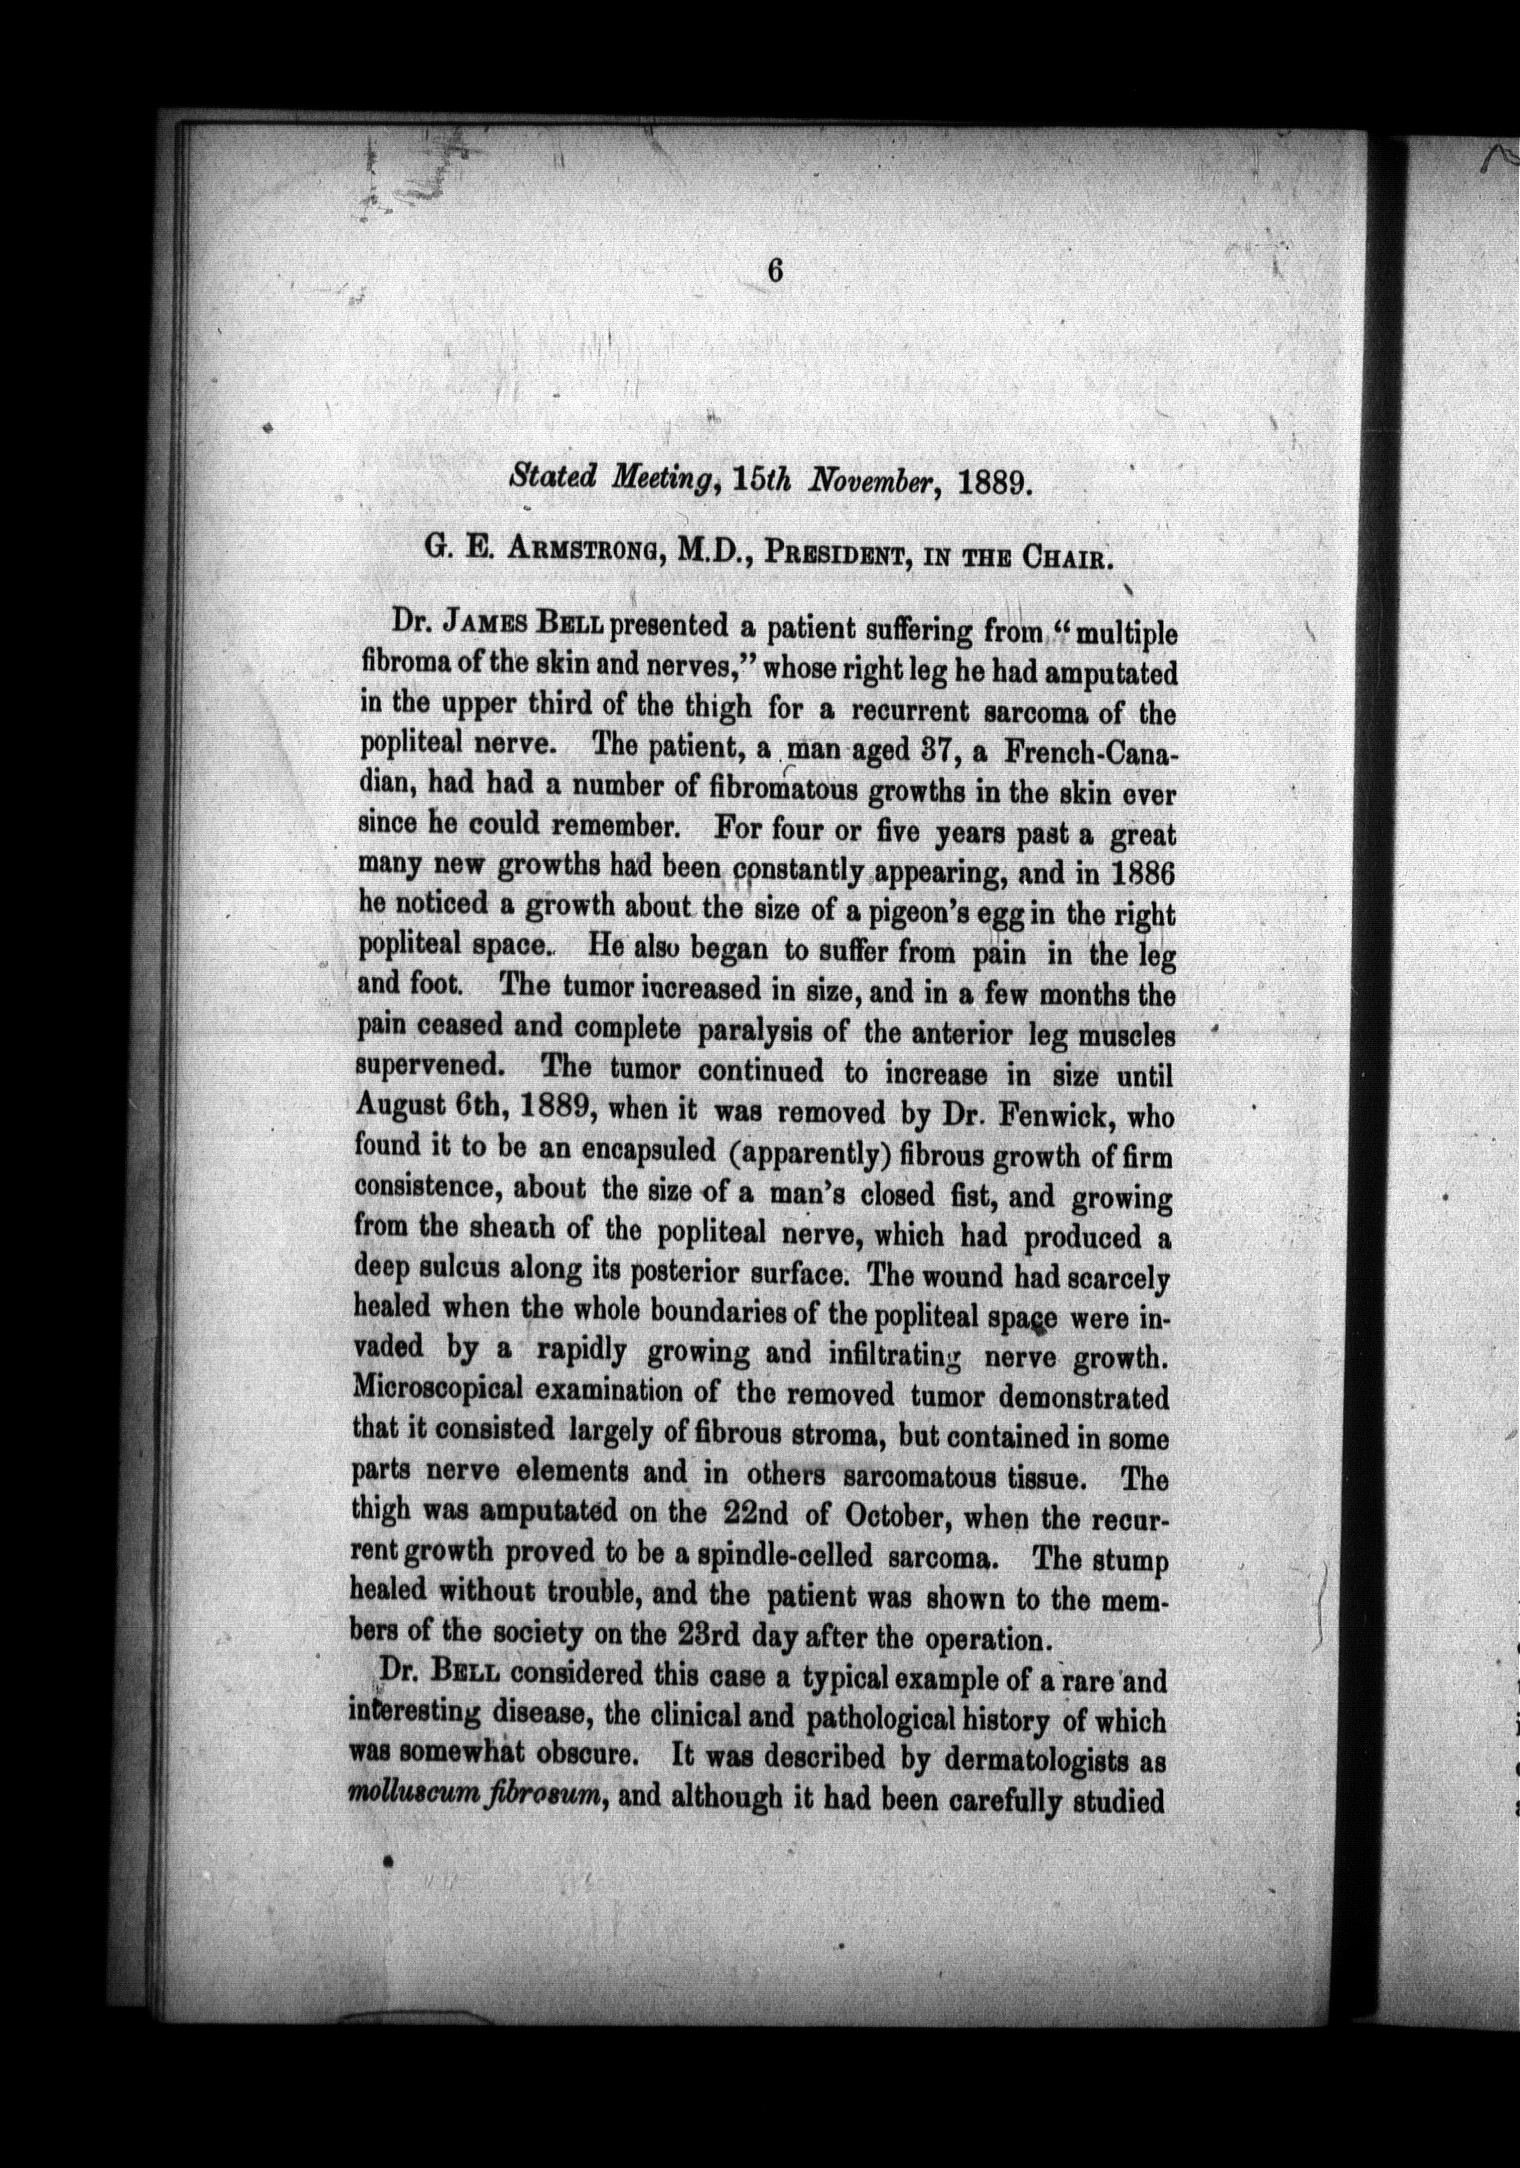 6
Stated Meeting, 15th November, 1889.
G. E. ARMSTRONG, M.D., PRESIDENT, IN THE CHAIR.
Dr. JAMES BELL presented a patient suffering from “multiple
fibroma of the skin and nerves,” whose right leg he had amputated
in the upper third of the thigh for a recurrent sarcoma of the
popliteal nerve. The patient, a man aged 37, a French-Cana-
dian, had had a number of fibromatous growths in the skin ever
since he could remember. For four or five years past a great
many new growths had been constantly appearing, and in 1886
he noticed a growth about the size of a pigeon's egg in the right
popliteal space. He also began to suffer from pain in the leg
and foot. The tumor increased in size, and in a few months the
pain ceased and complete paralysis of the anterior leg muscles
supervened. The tumor continued to increase in size until
August 6th, 1889, when it was removed by Dr. Fenwick, who
found it to be an encapsuled (apparently) fibrous growth of firm
consistence, about the size of a man's closed fist, and growing
from the sheath of the popliteal nerve, which had produced a
deep sulcus along its posterior surface. The wound had scarcely
healed when the whole boundaries of the popliteal space were in-
vaded by a rapidly growing and infiltrating nerve growth.
Microscopical examination of the removed tumor demonstrated
that it consisted largely of fibrous stroma, but contained in some
parts nerve elements and in others sarcomatous tissue. The
thigh was amputated on the 22nd of October, when the recur-
rent growth proved to be a spindle-celled sarcoma. The stump
healed without trouble, and the patient was shown to the mem-
bers of the society on the 23rd day after the operation.
Dr. BELL considered this case a typical example of a rare and
interesting disease, the clinical and pathological history of which
was somewhat obscure. It was described by dermatologists as
molluscum fibrosum, and although it had been carefully studied